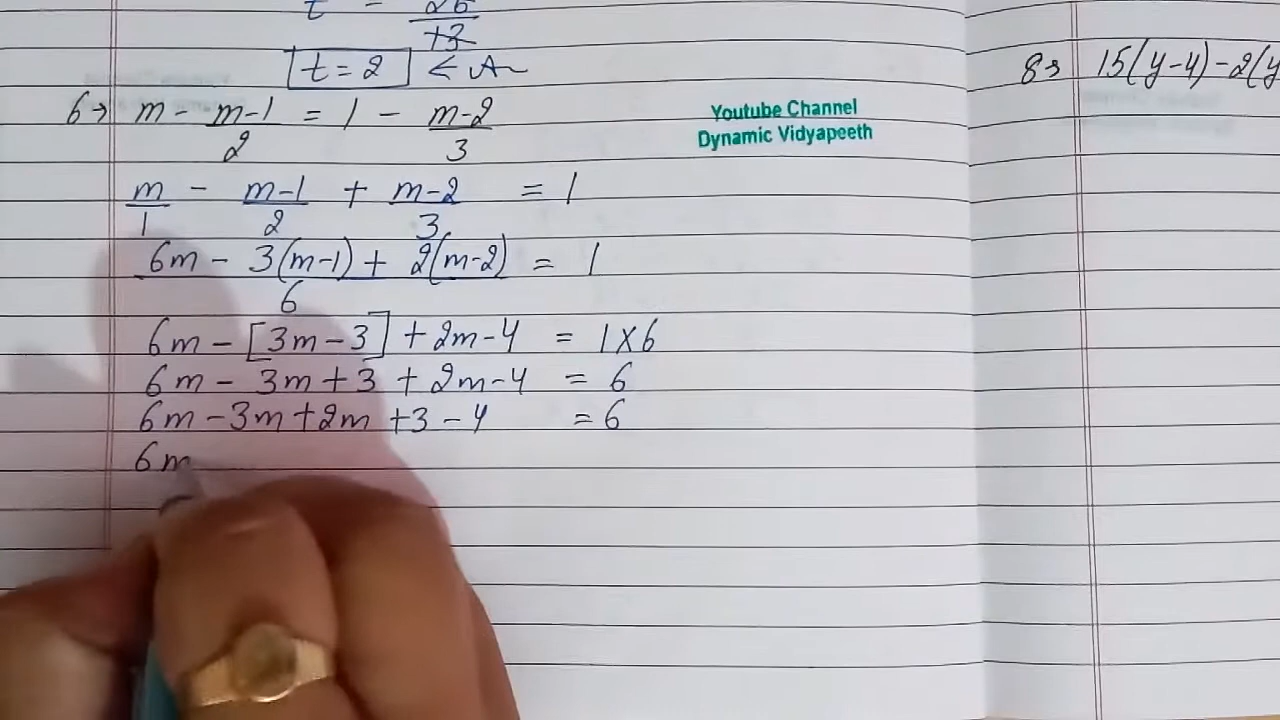 t = 26
+3
t = 2 ← A
6→ m - m-1/2 = 1 - m-2/3
m/1 - m-1/2 + m-2/3 = 1
6m - 3(m-1) + 2(m-2) = 1
6
6m - [3m-3] + 2m-4 = 1×6
6m - 3m+3 + 2m-4 = 6
6m -3m+2m +3-4 = 6
6m
Youtube Channel
Dynamic Vidyapeeth
8→ 15(y-4)-2(y